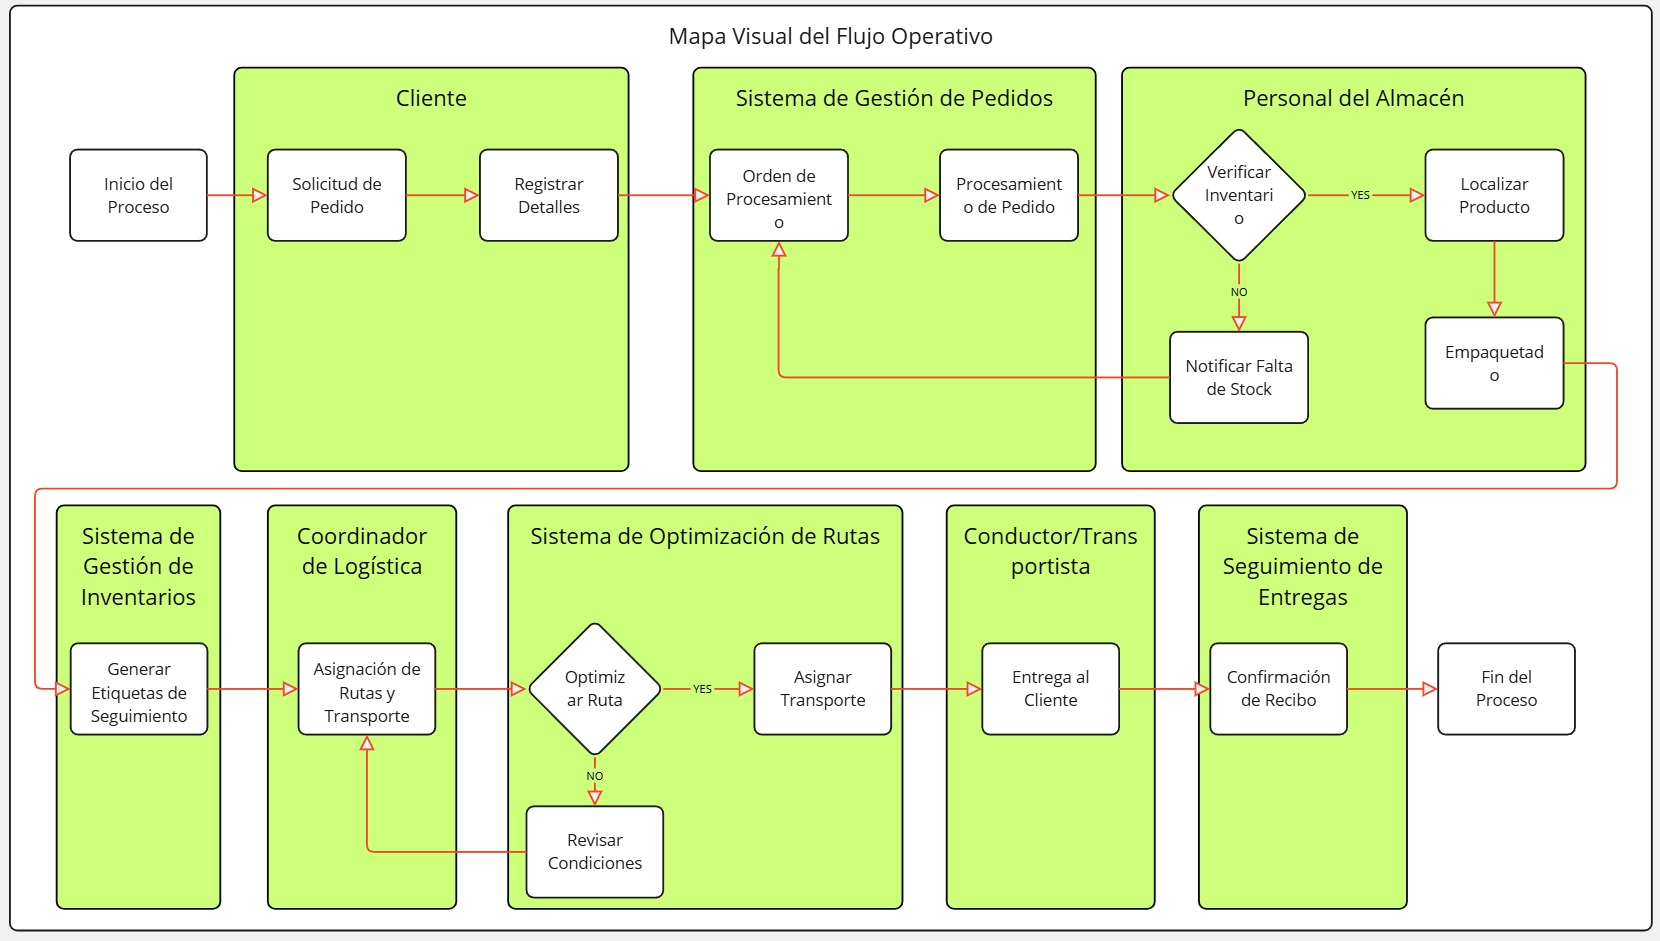 Mapa Visual del Flujo Operativo
Cliente
Sistema de Gestión de Pedidos
Personal del Almacén
Inicio del
Proceso
Solicitud de
Pedido
Registrar
Detalles
Orden de
Procesamient
o
Procesamient
o de Pedido
Verificar
Inventari
o
YES
Localizar
Producto
NO
Notificar Falta
de Stock
Empaquetad
o
Sistema de
Gestión de
Inventarios
Coordinador
de Logística
Sistema de Optimización de Rutas
Conductor/Trans
portista
Sistema de
Seguimiento de
Entregas
Generar
Etiquetas de
Seguimiento
Asignación de
Rutas y
Transporte
Optimiz
ar Ruta
YES
Asignar
Transporte
Entrega al
Cliente
Confirmación
de Recibo
Fin del
Proceso
NO
Revisar
Condiciones